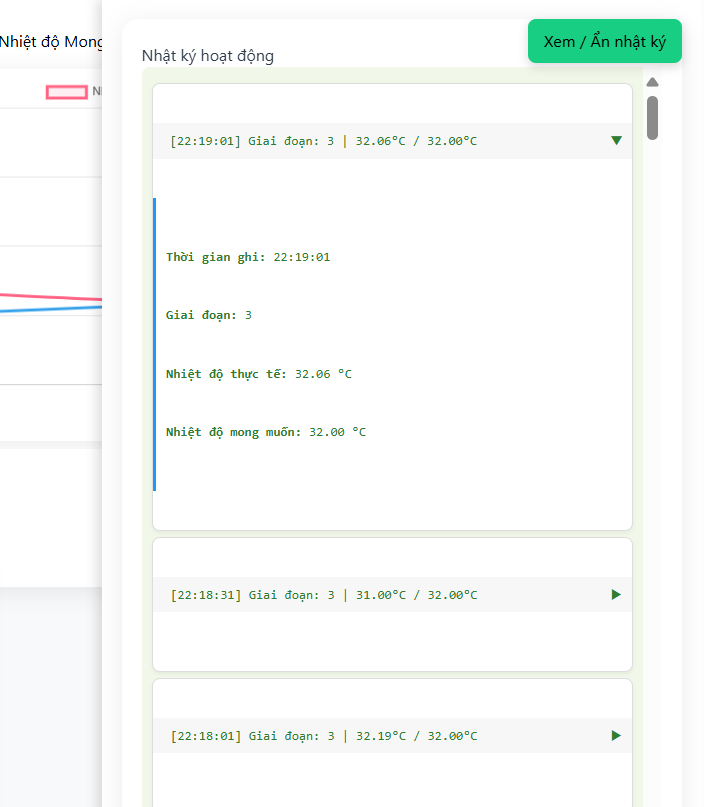 Nhiệt độ Mong
Xem / Ẩn nhật ký
Nhật ký hoạt động
[22:19:01] Giai đoạn: 3 | 32.06°C / 32.00°C
Thời gian ghi: 22:19:01
Giai đoạn: 3
Nhiệt độ thực tế: 32.06 °C
Nhiệt độ mong muốn: 32.00 °C
[22:18:31] Giai đoạn: 3 | 31.00°C / 32.00°C
[22:18:01] Giai đoạn: 3 | 32.19°C / 32.00°C